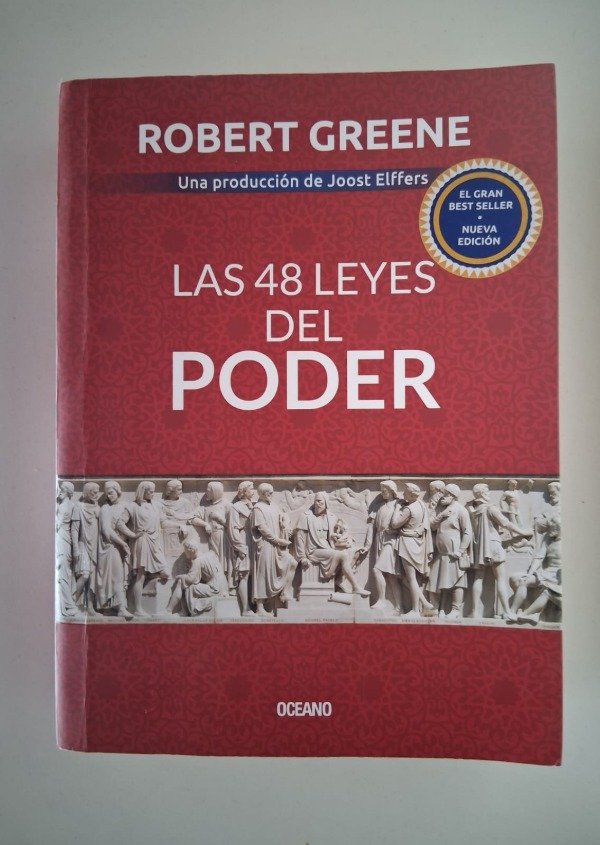 ROBERT GREENE
Una producción de Joost Elffers
EL GRAN
BEST SELLER
•
NUEVA
EDICIÓN
LAS 48 LEYES
DEL
PODER
OCEANO